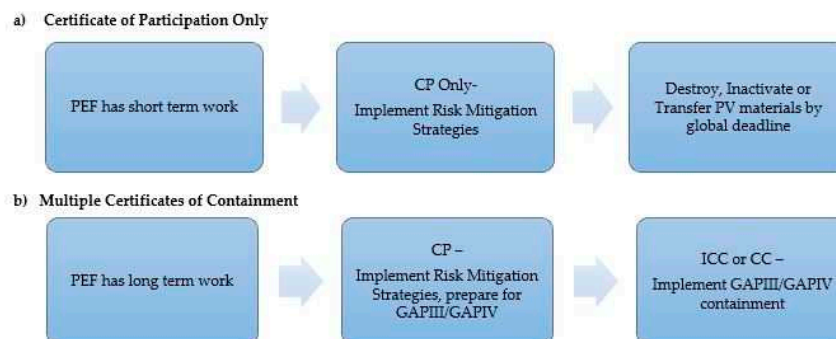 a) Certificate of Participation Only
PEF has short term work
CP Only-
Implement Risk Mitigation
Strategies
Destroy, Inactivate or
Transfer PV materials by
global deadline
b) Multiple Certificates of Containment
PEF has long term work
CP –
Implement Risk Mitigation
Strategies, prepare for
GAPIII/GAPIV
ICC or CC –
Implement GAPIII/GAPIV
containment